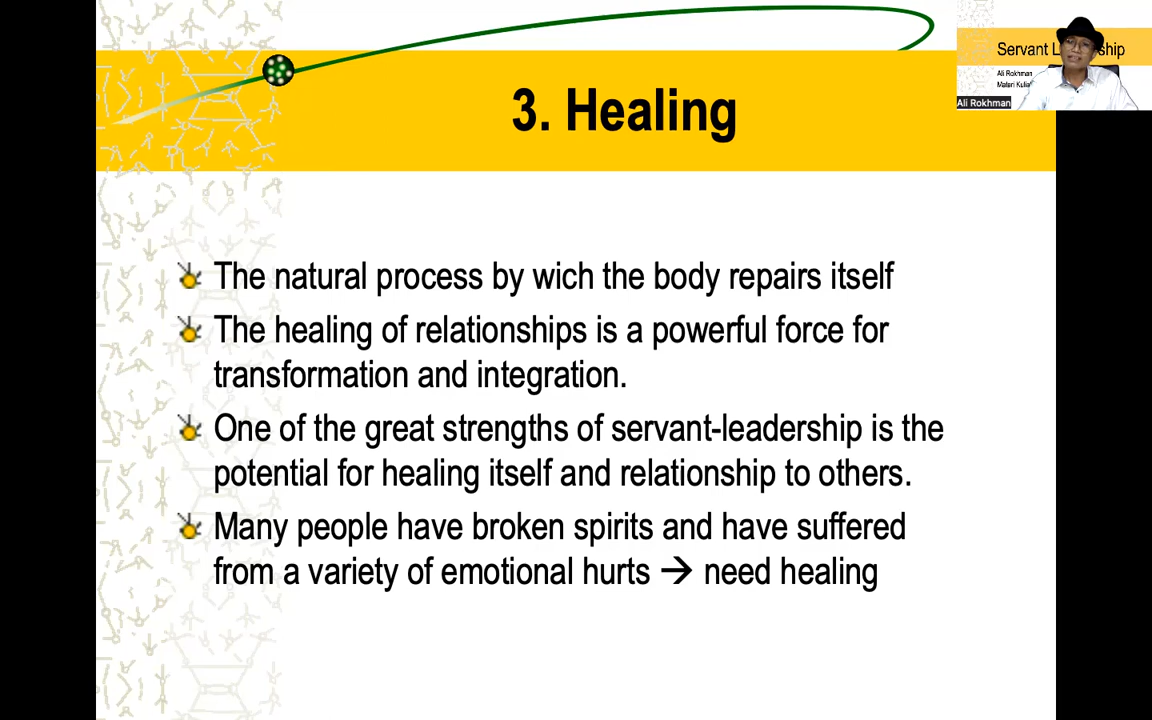 3. Healing
The natural process by wich the body repairs itself
The healing of relationships is a powerful force for
transformation and integration.
One of the great strengths of servant-leadership is the
potential for healing itself and relationship to others.
Many people have broken spirits and have suffered
from a variety of emotional hurts → need healing
Servant
Ali Rokhman
Ali Rokhman